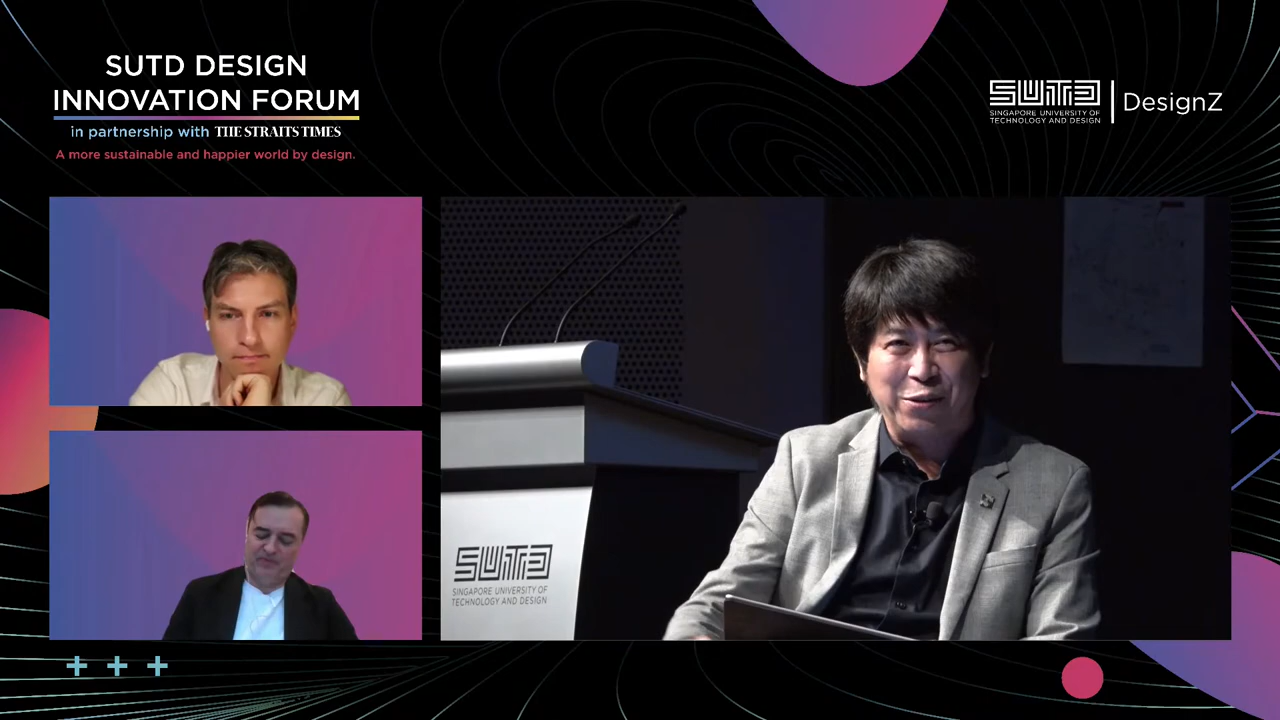 SUTD DESIGN
INNOVATION FORUM
in partnership with THE STRAITS TIMES
A more sustainable and happier world by design.
SUTD
SINGAPORE UNIVERSITY OF
TECHNOLOGY AND DESIGN
DesignZ
SUTD
SINGAPORE UNIVERSITY OF
TECHNOLOGY AND DESIGN